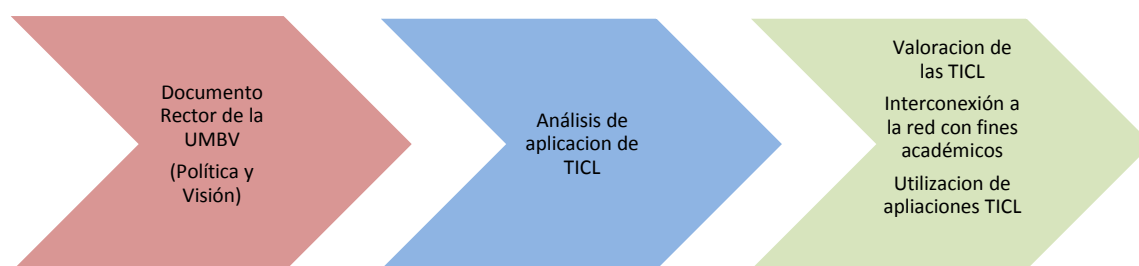 Documento
Rector de la
UMBV
(Política y
Visión)
Análisis de
aplicacion de
TICL
Valoracion de
las TICL
Interconexión a
la red con fines
académicos
Utilizacion de
apliaciones TICL